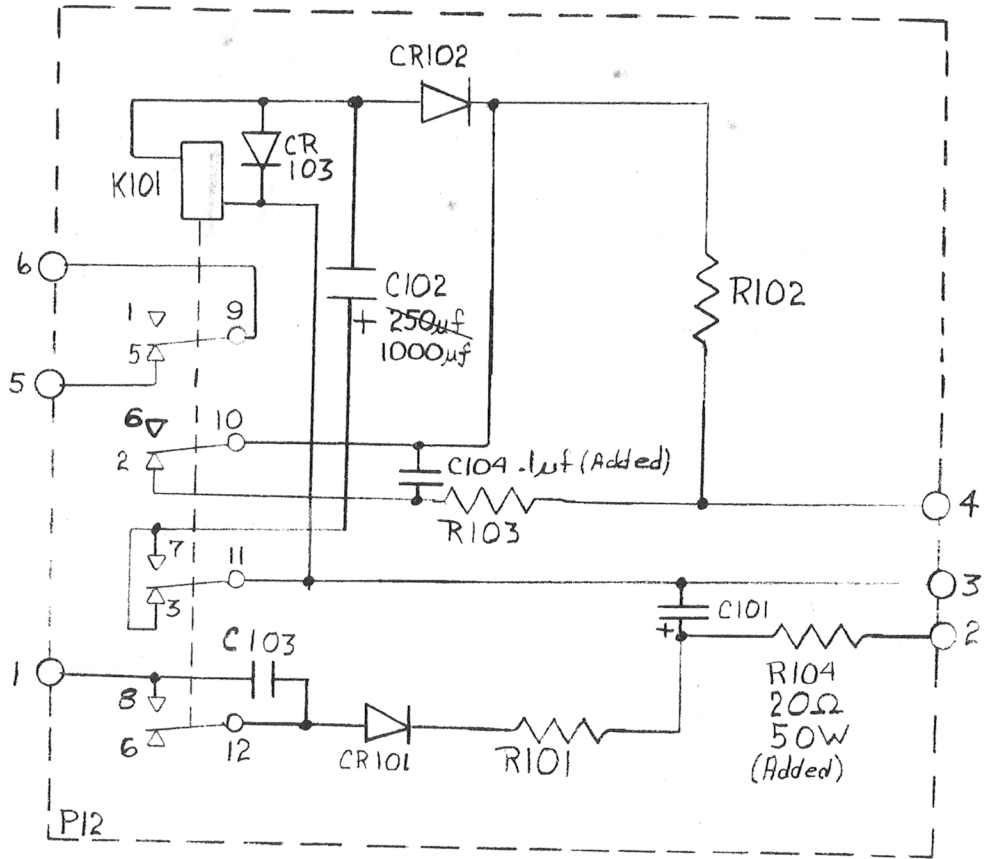 CR102
CR
103
K101
6
C102
+ 250µf
1000µf
R102
1
9
5
5
6
10
2
C104 .1µf (Added)
R103
4
7
11
3
3
C101
+
2
C103
1
8
6
12
CR101
R101
R104
20Ω
50W
(Added)
P12